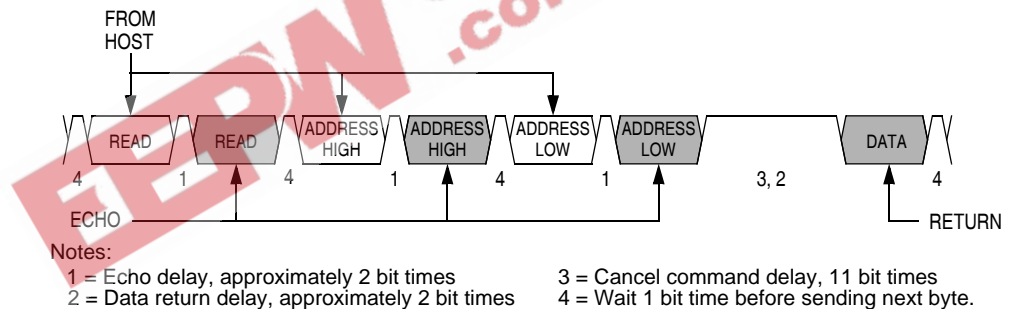 FROM
HOST
READ
READ
ADDRESS
HIGH
ADDRESS
HIGH
ADDRESS
LOW
ADDRESS
LOW
DATA
4
1
4
1
4
1
3, 2
4
ECHO
RETURN
Notes:
1 = Echo delay, approximately 2 bit times
2 = Data return delay, approximately 2 bit times
3 = Cancel command delay, 11 bit times
4 = Wait 1 bit time before sending next byte.
EEPW
.co